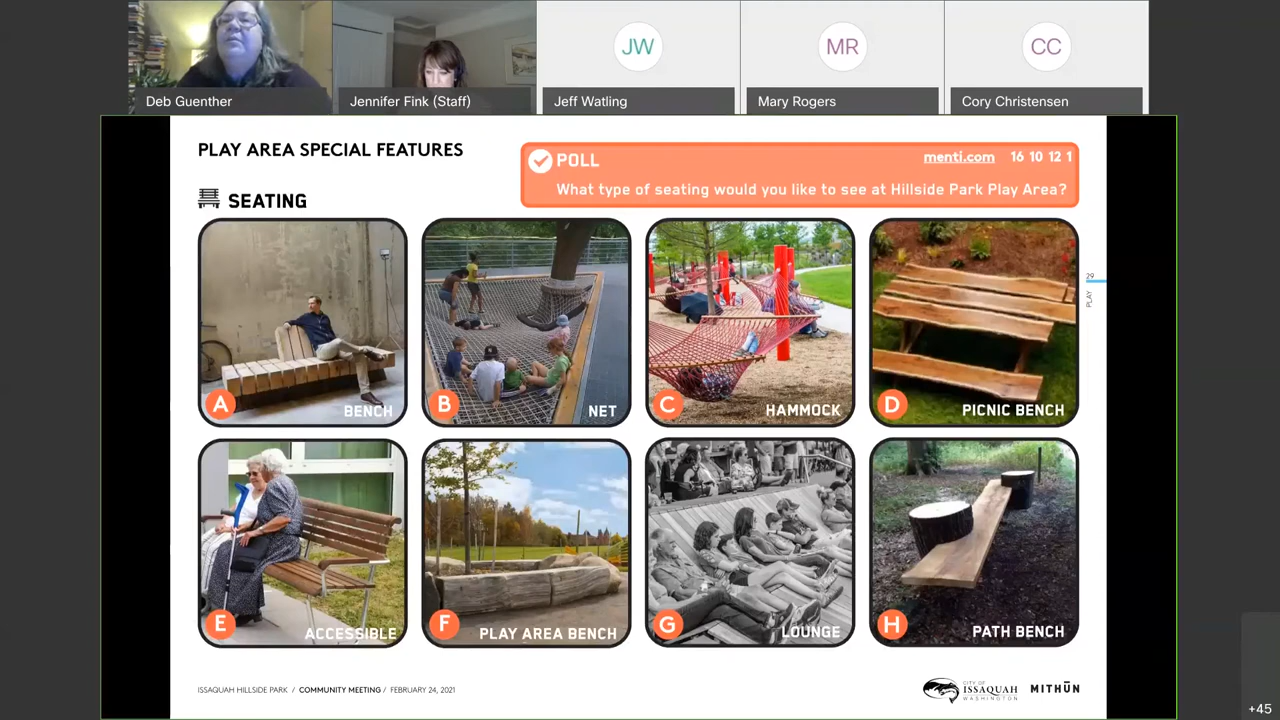 JW
MR
CC
Deb Guenther
Jennifer Fink (Staff)
Jeff Watling
Mary Rogers
Cory Christensen
PLAY AREA SPECIAL FEATURES
POLL
menti.com 16 10 12 1
What type of seating would you like to see at Hillside Park Play Area?
SEATING
A
BENCH
B
NET
C
HAMMOCK
D
PICNIC BENCH
29
PLAY
E
ACCESSIBLE
F
PLAY AREA BENCH
G
LOUNGE
H
PATH BENCH
ISSAQUAH HILLSIDE PARK / COMMUNITY MEETING / FEBRUARY 24, 2021
CITY OF
ISSAQUAH
WASHINGTON
MITHŪN
+45